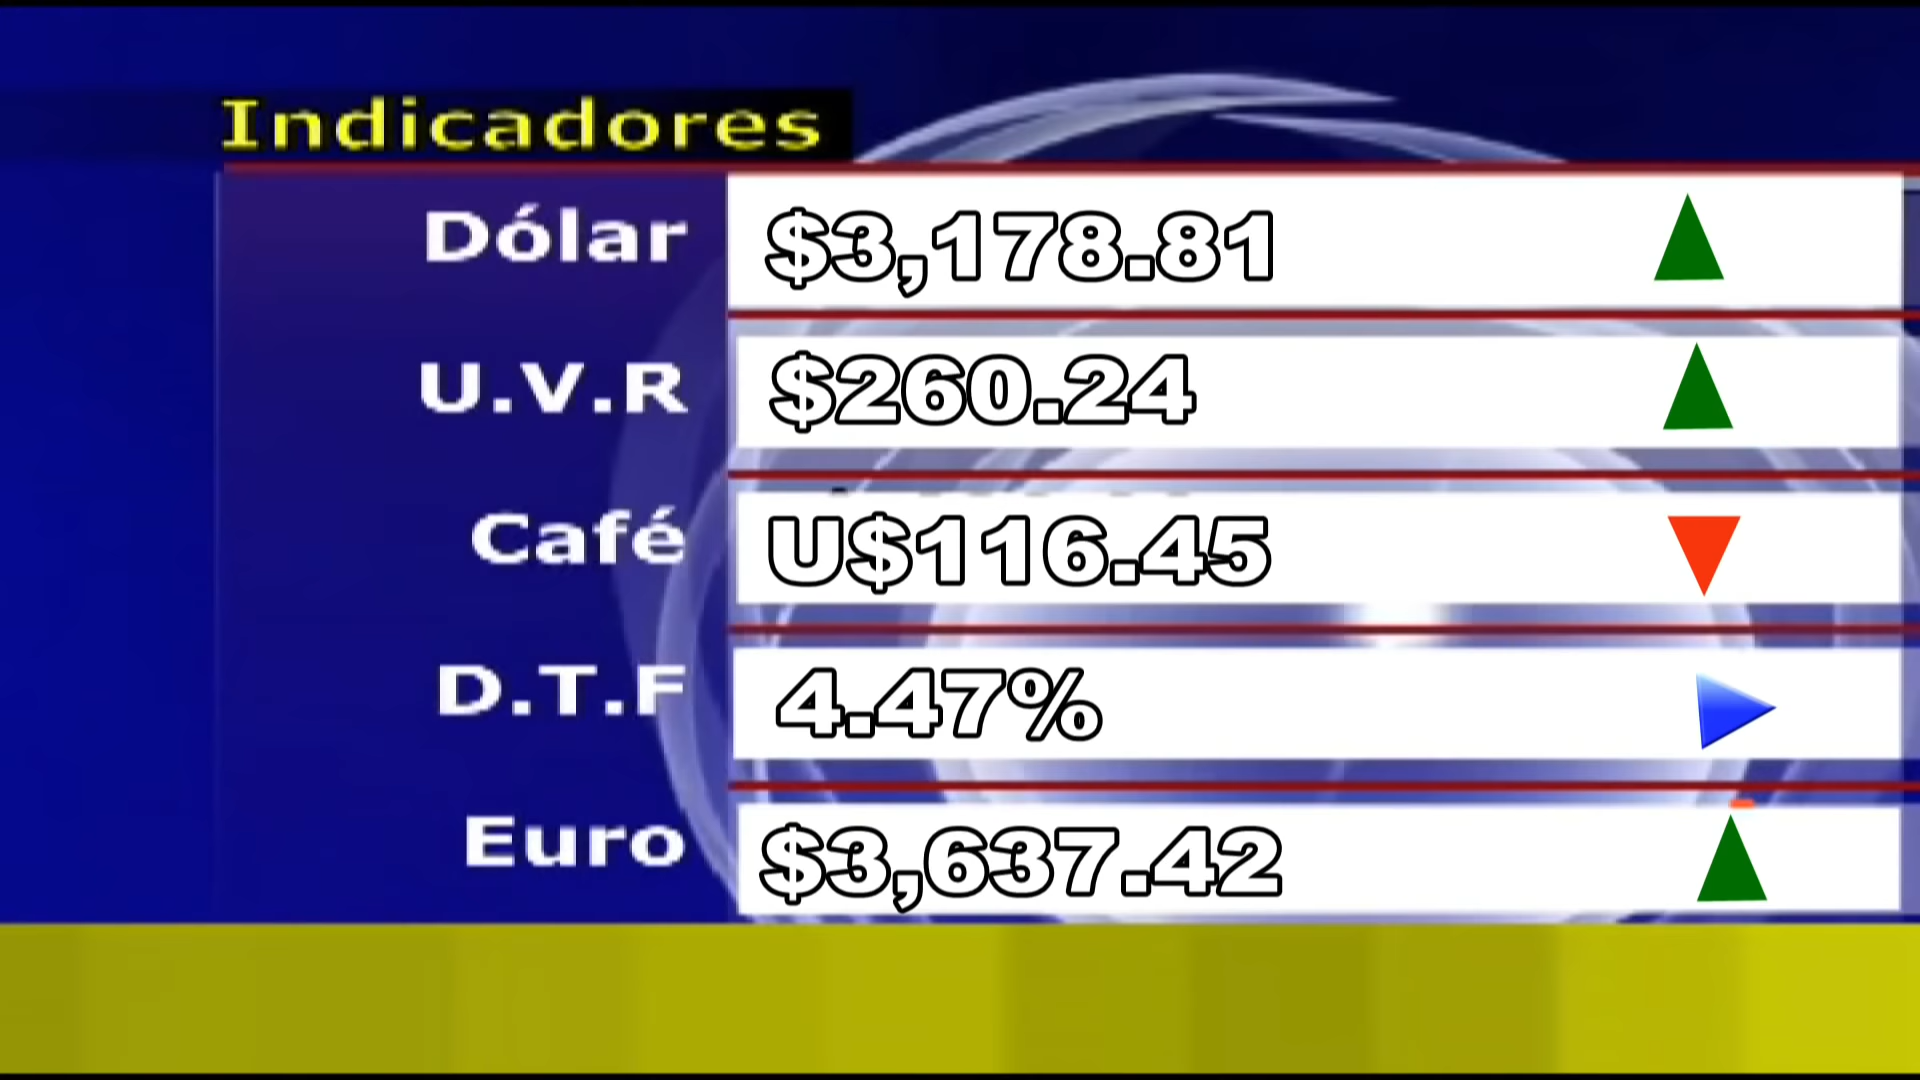 Indicadores
Dólar $3,178.81
U.V.R $260.24
Café U$116.45
D.T.F 4.47%
Euro $3,637.42